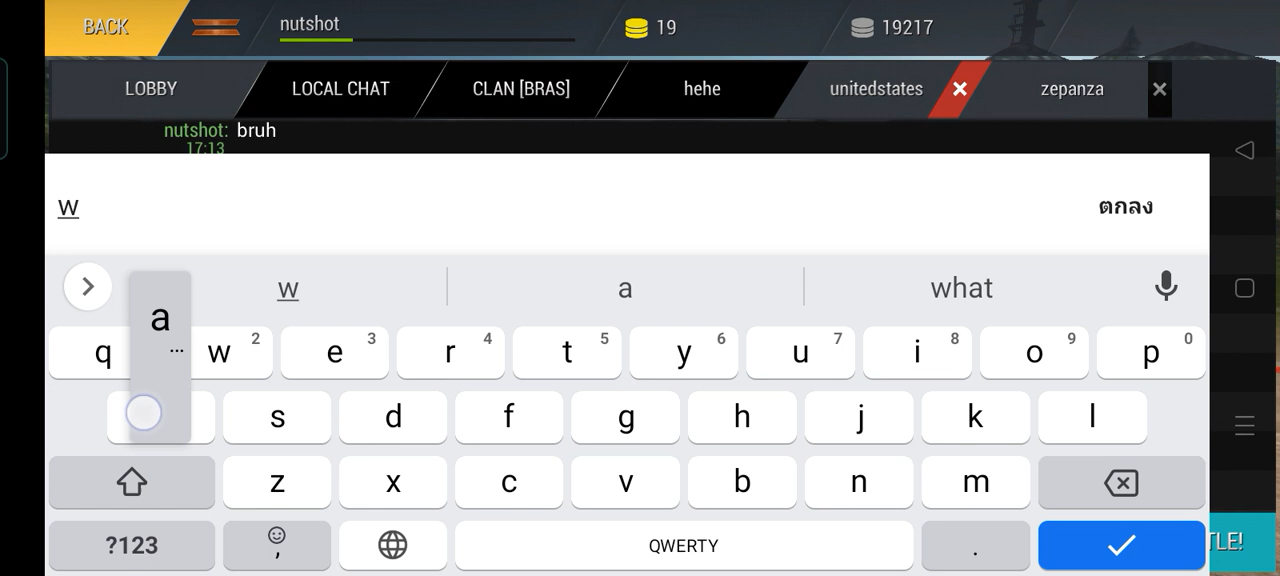 BACK nutshot 19 19217
LOBBY LOCAL CHAT CLAN [BRAS] hehe unitedstates × zepanza ×
nutshot: bruh
17:13
w ตกลง
w a what
a
...
q w 2 e 3 r 4 t 5 y 6 u 7 i 8 o 9 p 0
s d f g h j k l
z x c v b n m
?123 , QWERTY .
TLE!